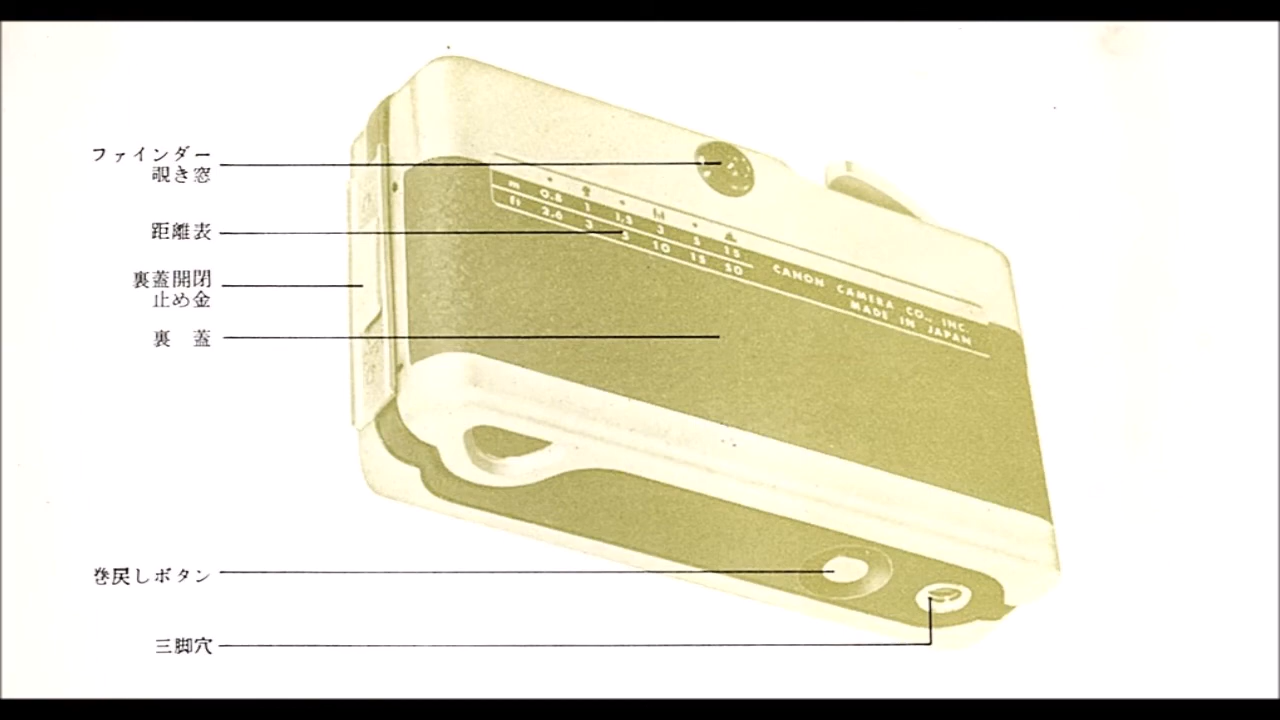 ファインダー
覗き窓
距離表
裏蓋開閉
止め金
裏 蓋
巻戻しボタン
三脚穴
m 0.8 1 1.5 3 5 15
ft 2.6 3 5 10 15 50
CANON CAMERA CO., INC.
MADE IN JAPAN